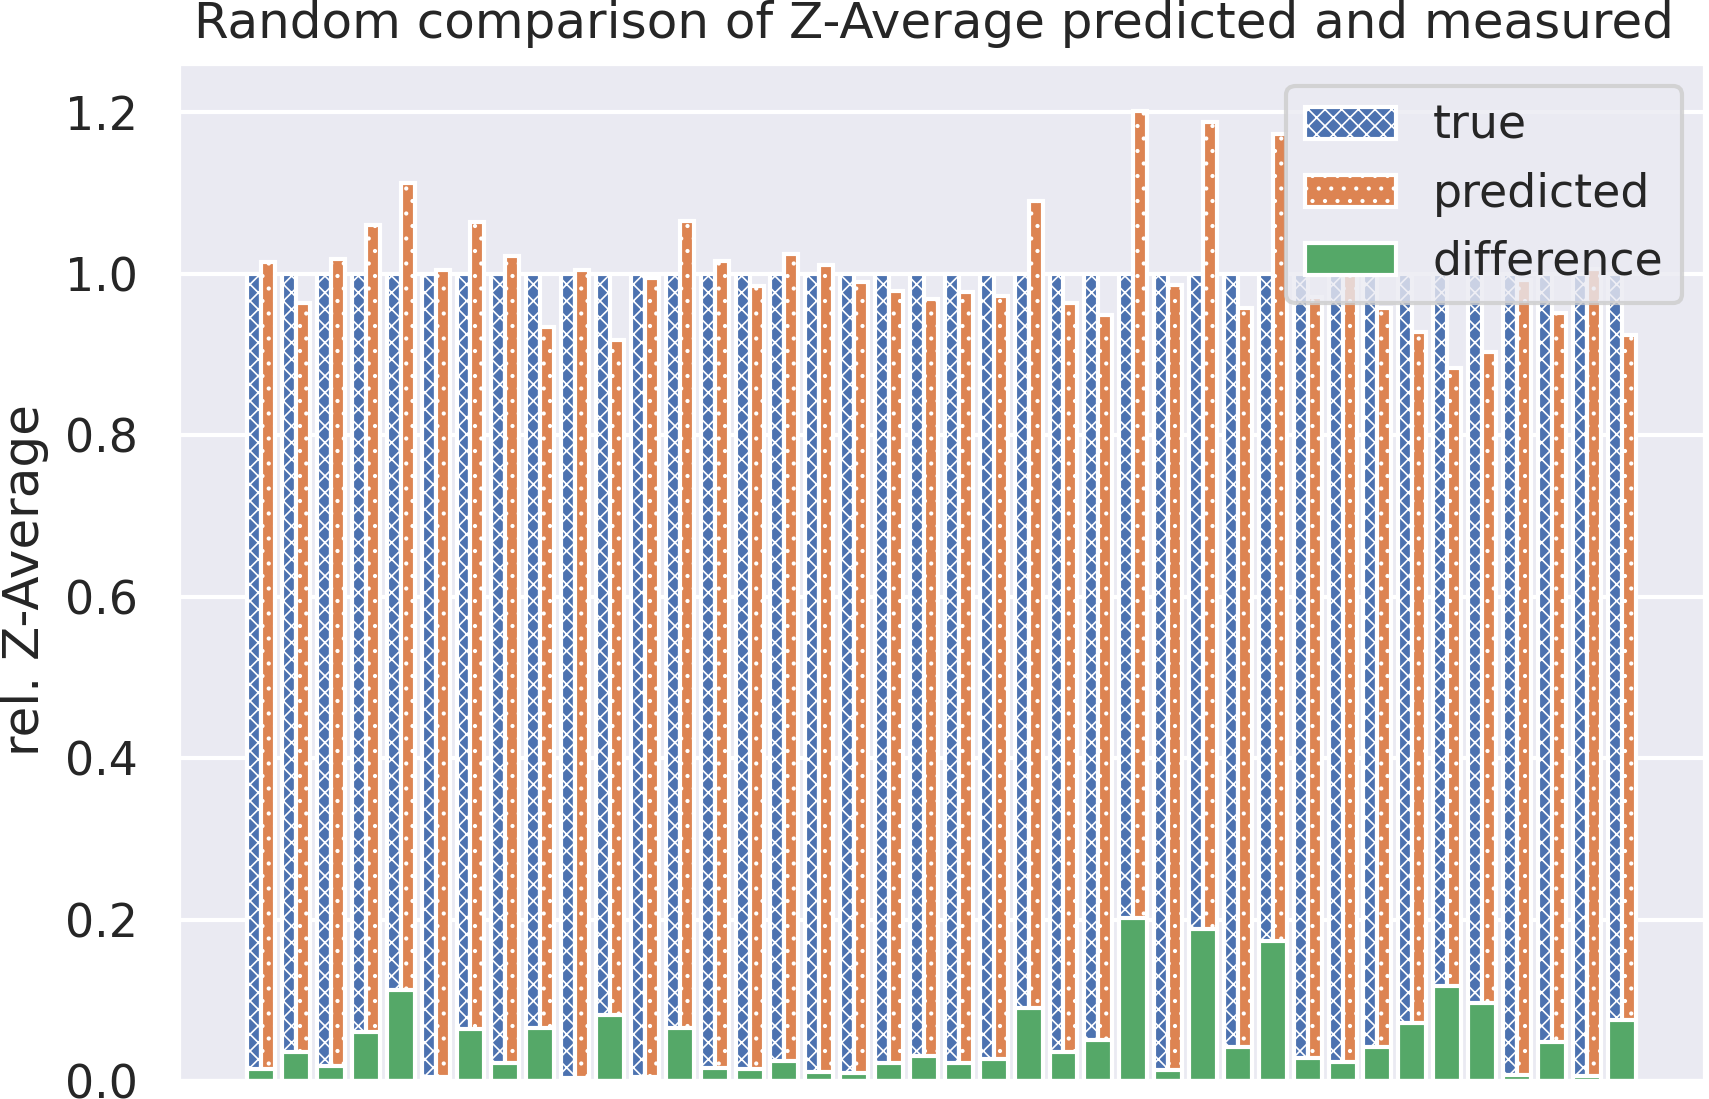 Random comparison of Z-Average predicted and measured
1.2
1.0
0.8
0.6
0.4
0.2
0.0
rel. Z-Average
true
predicted
difference